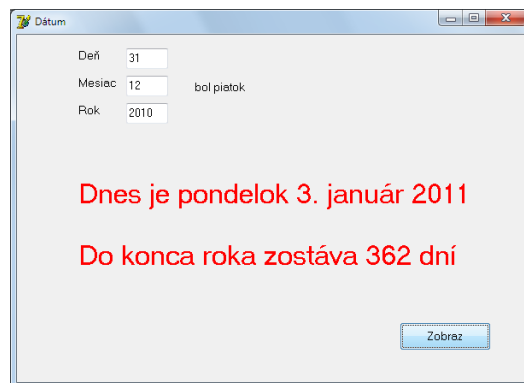 Dátum
Deň 31
Mesiac 12 bol piatok
Rok 2010
Dnes je pondelok 3. január 2011
Do konca roka zostáva 362 dní
Zobraz